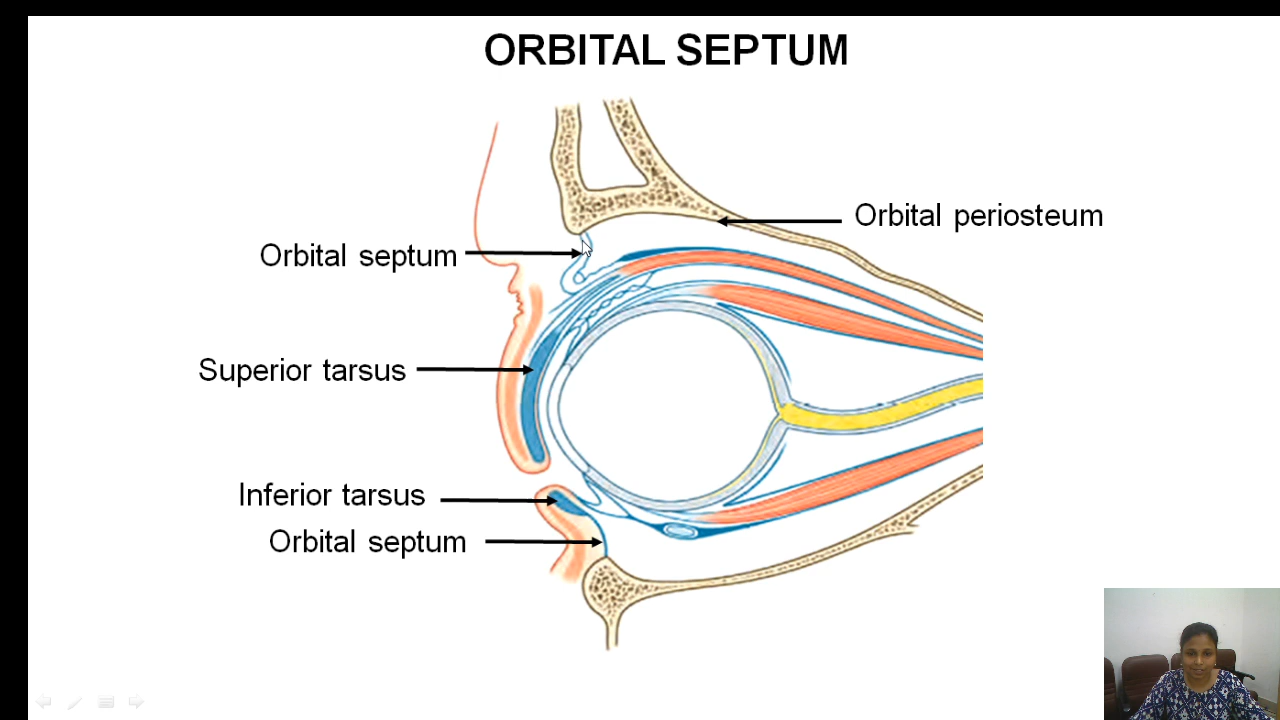 ORBITAL SEPTUM
Orbital periosteum
Orbital septum
Superior tarsus
Inferior tarsus
Orbital septum